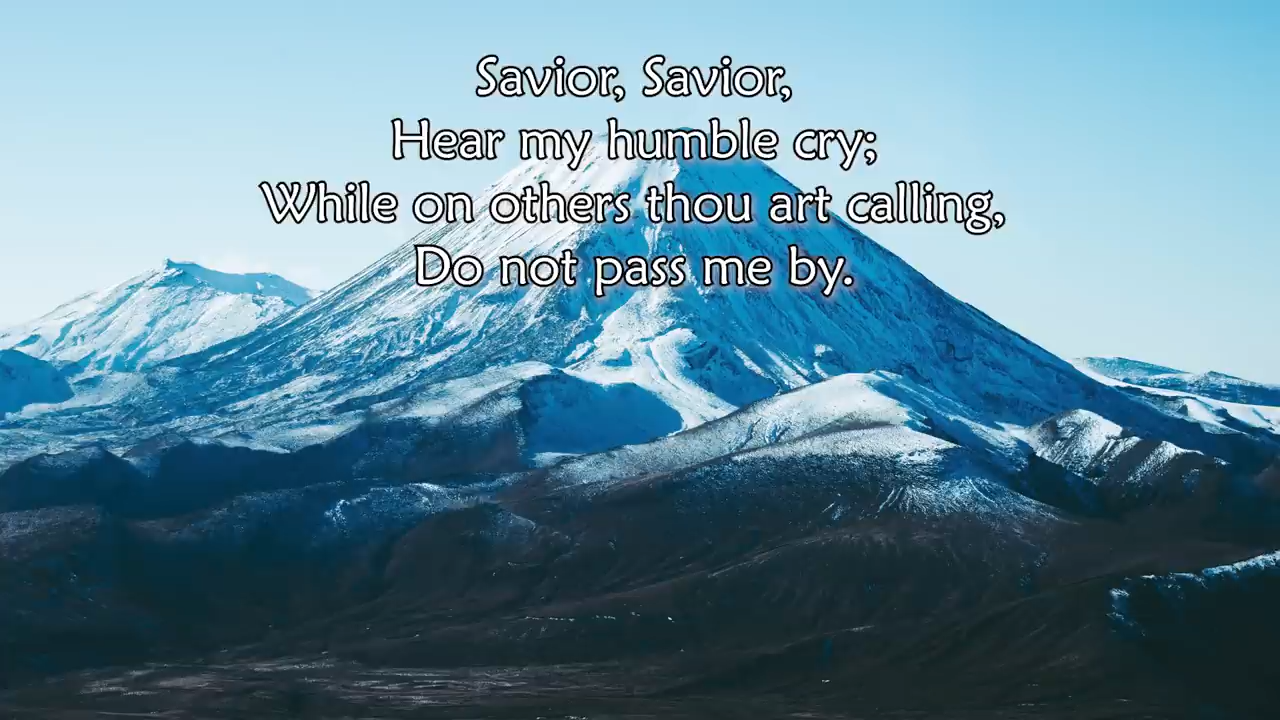 Savior, Savior,
Hear my humble cry;
While on others thou art calling,
Do not pass me by.